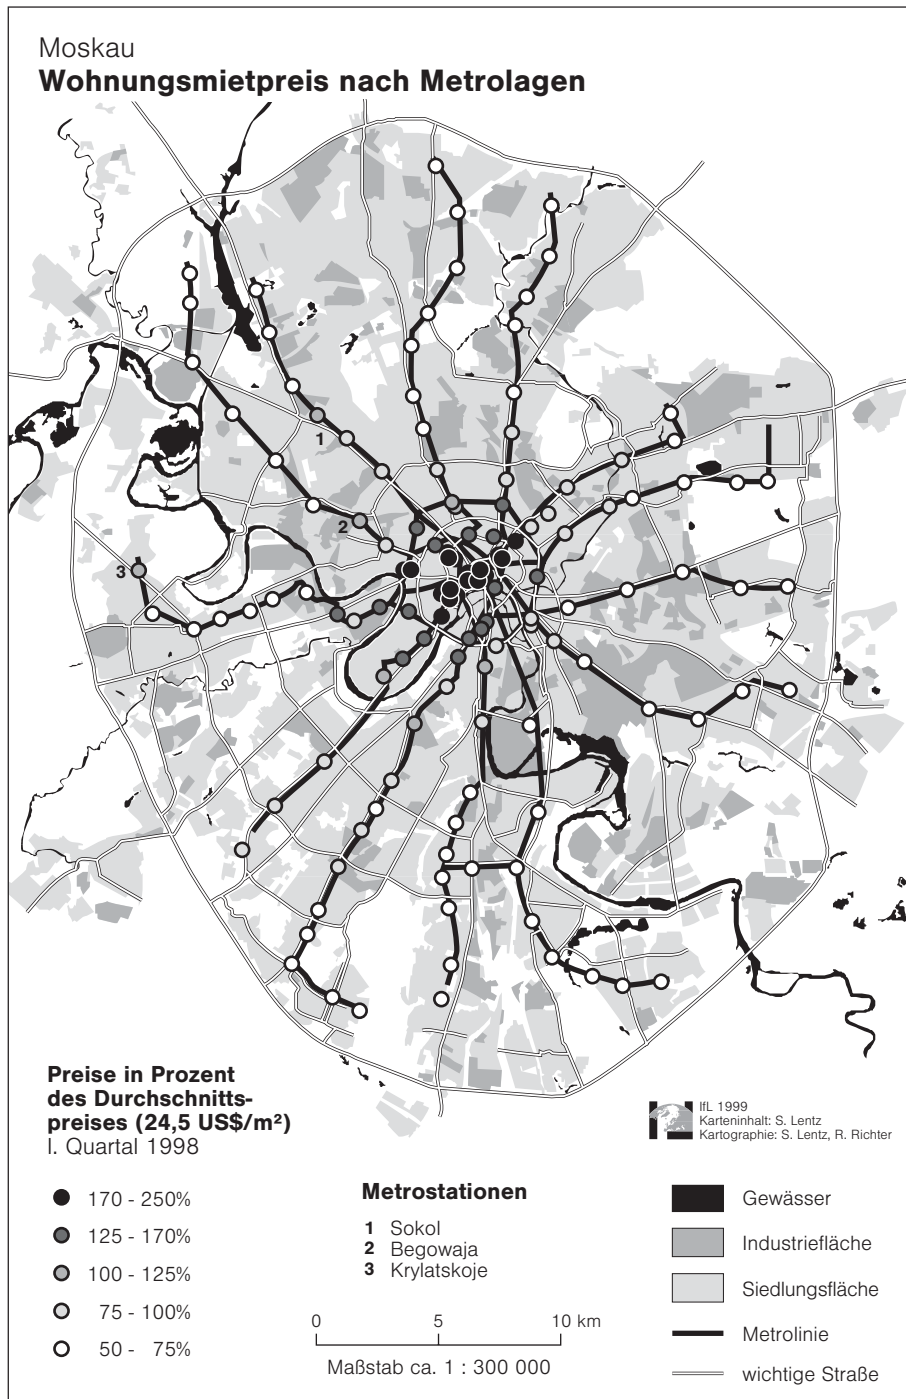 Moskau
Wohnungsmietpreis nach Metrolagen
1
2
3
Preise in Prozent
des Durchschnitts-
preises (24,5 US$/m²)
I. Quartal 1998
170 - 250%
125 - 170%
100 - 125%
75 - 100%
50 - 75%
Metrostationen
1 Sokol
2 Begowaja
3 Krylatskoje
0 5 10 km
Maßstab ca. 1 : 300 000
IfL 1999
Karteninhalt: S. Lentz
Kartographie: S. Lentz, R. Richter
Gewässer
Industriefläche
Siedlungsfläche
Metrolinie
wichtige Straße